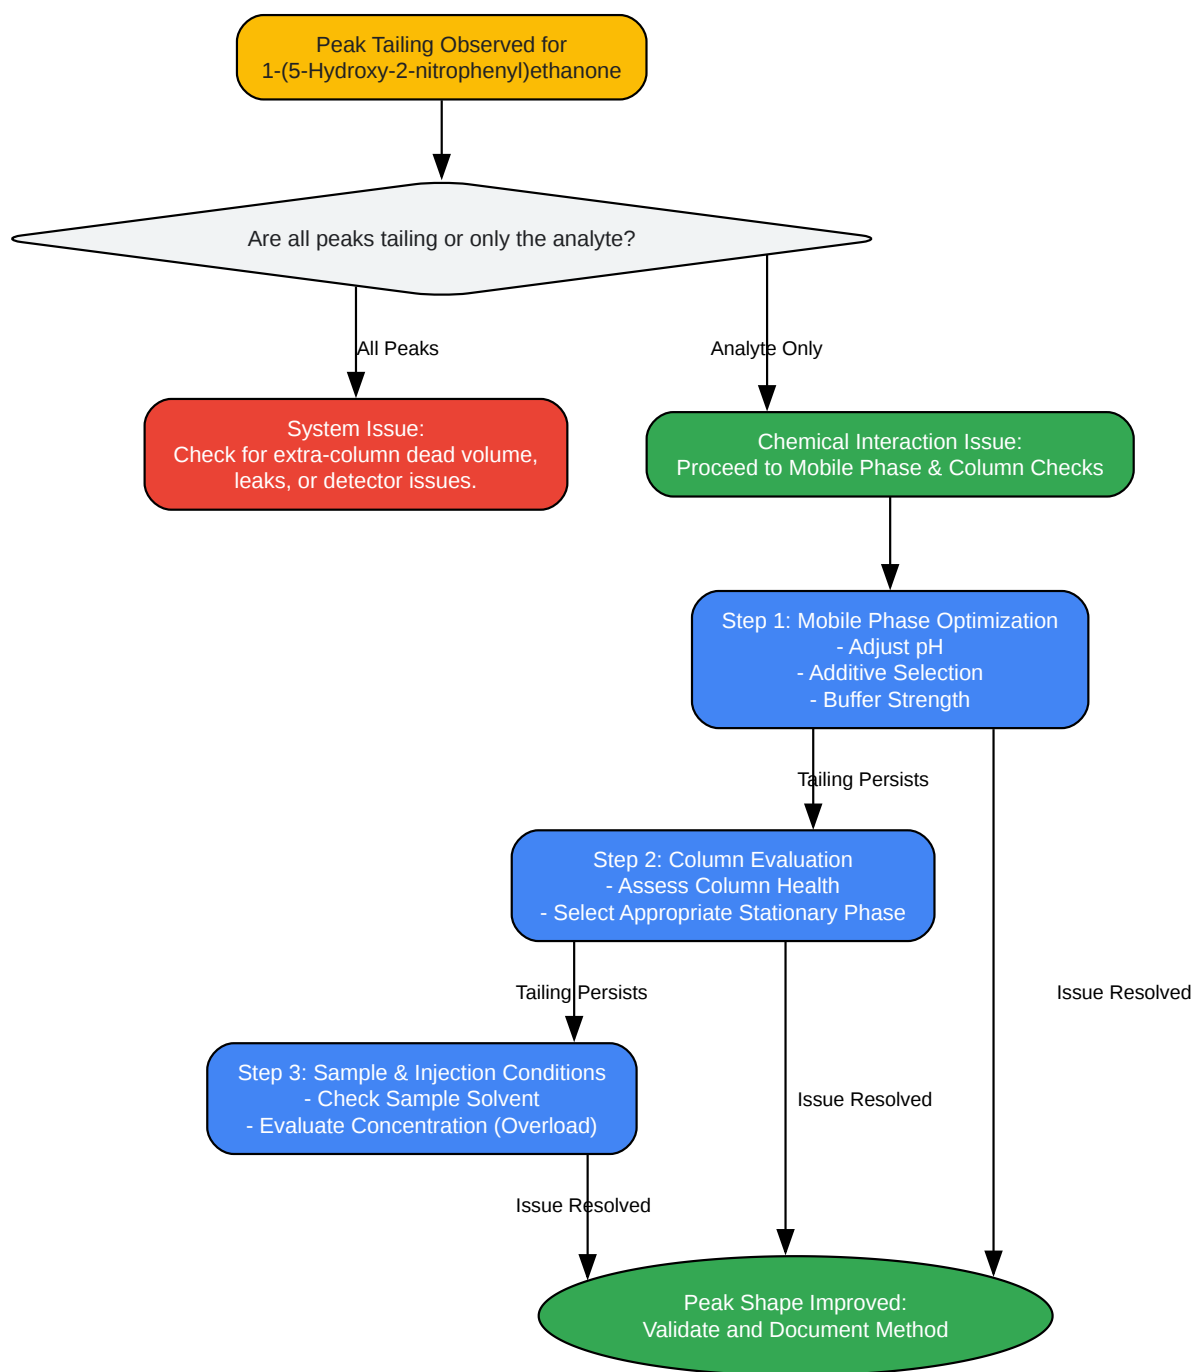 Peak Tailing Observed for
1-(5-Hydroxy-2-nitrophenyl)ethanone
Are all peaks tailing or only the analyte?
All Peaks
Analyte Only
System Issue:
Check for extra-column dead volume,
leaks, or detector issues.
Chemical Interaction Issue:
Proceed to Mobile Phase & Column Checks
Step 1: Mobile Phase Optimization
- Adjust pH
- Additive Selection
- Buffer Strength
Tailing Persists
Step 2: Column Evaluation
- Assess Column Health
- Select Appropriate Stationary Phase
Tailing Persists
Issue Resolved
Step 3: Sample & Injection Conditions
- Check Sample Solvent
- Evaluate Concentration (Overload)
Issue Resolved
Issue Resolved
Peak Shape Improved:
Validate and Document Method